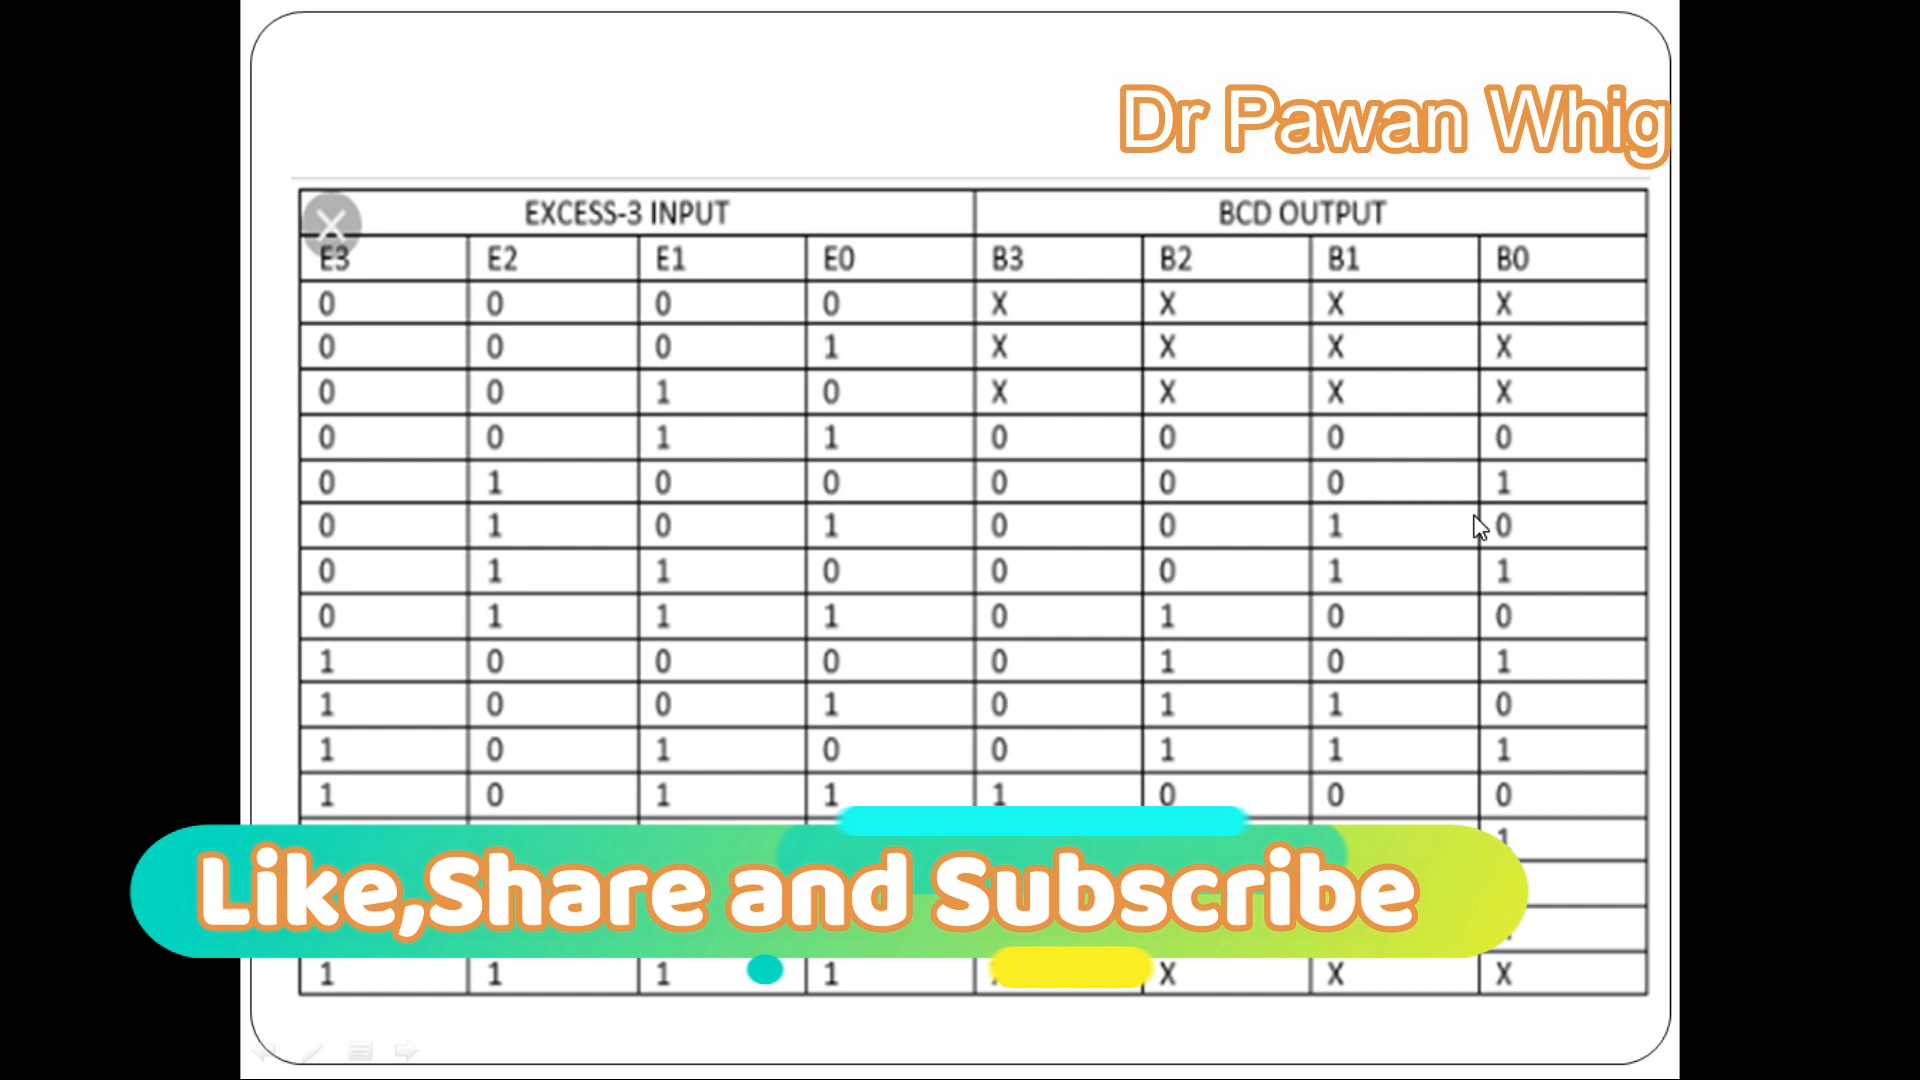 Dr Pawan Whig
EXCESS-3 INPUT BCD OUTPUT
E3 E2 E1 E0 B3 B2 B1 B0
0 0 0 0 X X X X
0 0 0 1 X X X X
0 0 1 0 X X X X
0 0 1 1 0 0 0 0
0 1 0 0 0 0 0 1
0 1 0 1 0 0 1 0
0 1 1 0 0 0 1 1
0 1 1 1 0 1 0 0
1 0 0 0 0 1 0 1
1 0 0 1 0 1 1 0
1 0 1 0 0 1 1 1
1 0 1 1 1 0 0 0
1
Like,Share and Subscribe
1 1 1 1 X X X